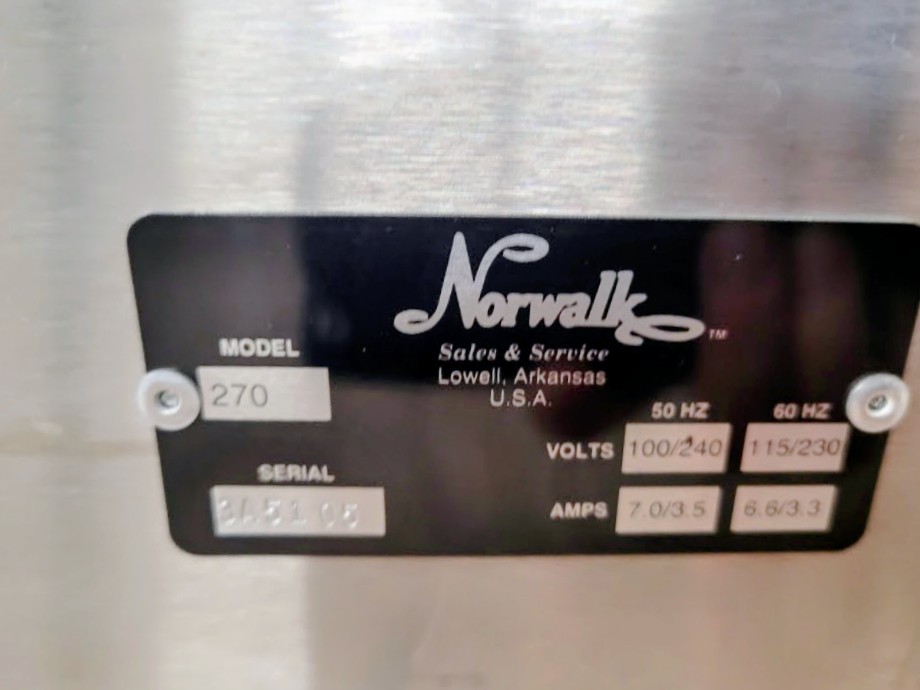 Norwalk™
Sales & Service
Lowell, Arkansas
U.S.A.
MODEL
270
SERIAL
50 HZ 60 HZ
VOLTS 100/240 115/230
AMPS 7.0/3.5 6.6/3.3